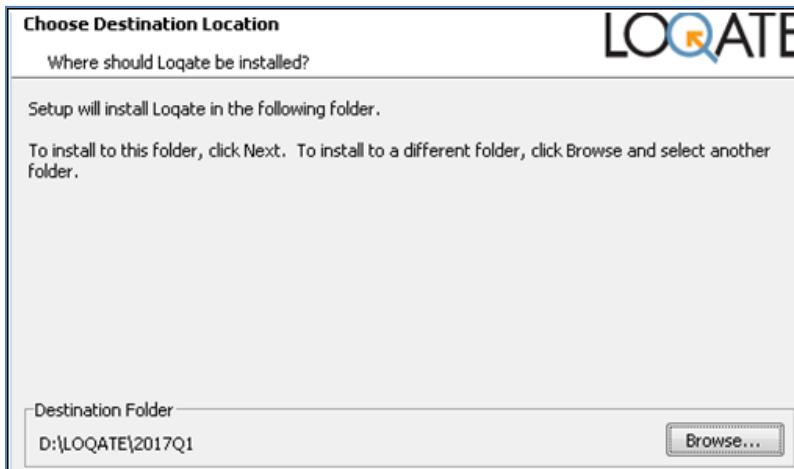 Choose Destination Location
LOQATE
Where should Loqate be installed?
Setup will install Loqate in the following folder.
To install to this folder, click Next.  To install to a different folder, click Browse and select another
folder.
Destination Folder
D:\LOQATE\2017Q1
Browse...